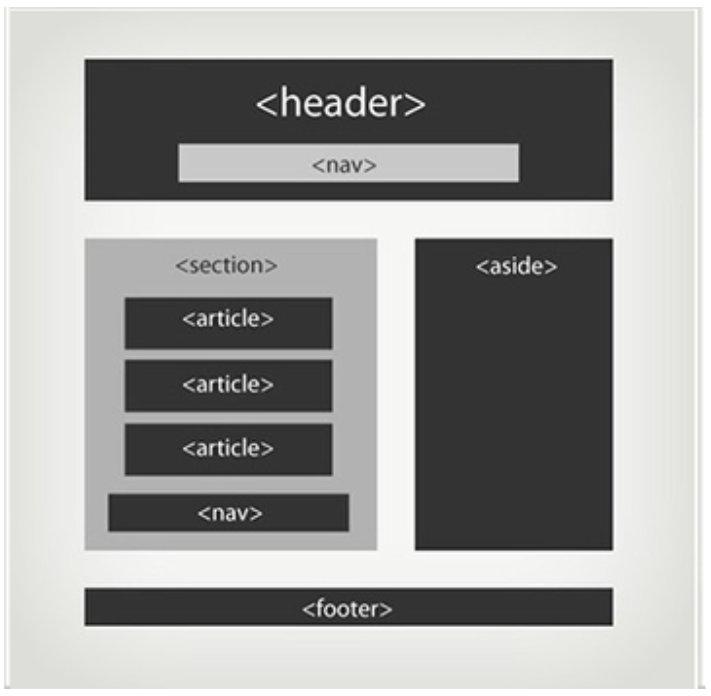 <header>
<nav>
<section>
<article>
<article>
<article>
<nav>
<aside>
<footer>